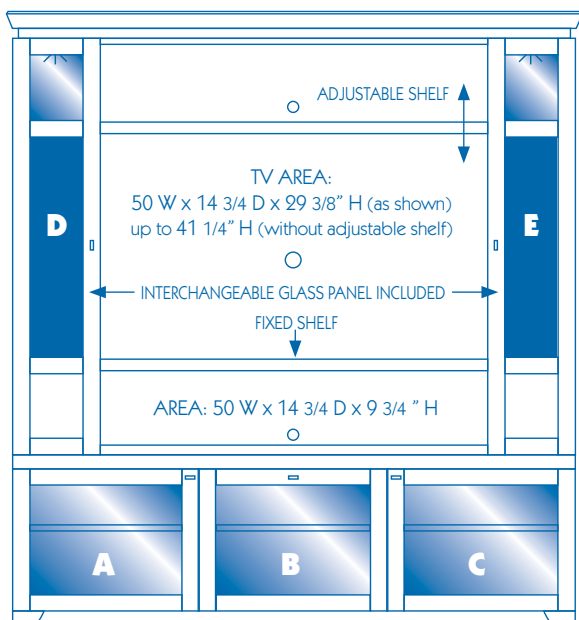 ADJUSTABLE SHELF
TV AREA:
50 W x 14 3/4 D x 29 3/8” H (as shown)
up to 41 1/4” H (without adjustable shelf)
D
E
INTERCHANGEABLE GLASS PANEL INCLUDED
FIXED SHELF
AREA: 50 W x 14 3/4 D x 9 3/4 ” H
A
B
C